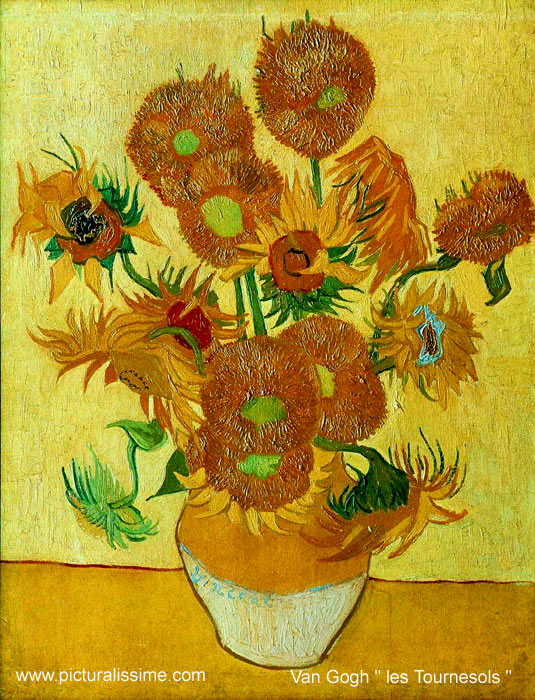 Vincent
www.picturalissime.com
Van Gogh " les Tournesols "